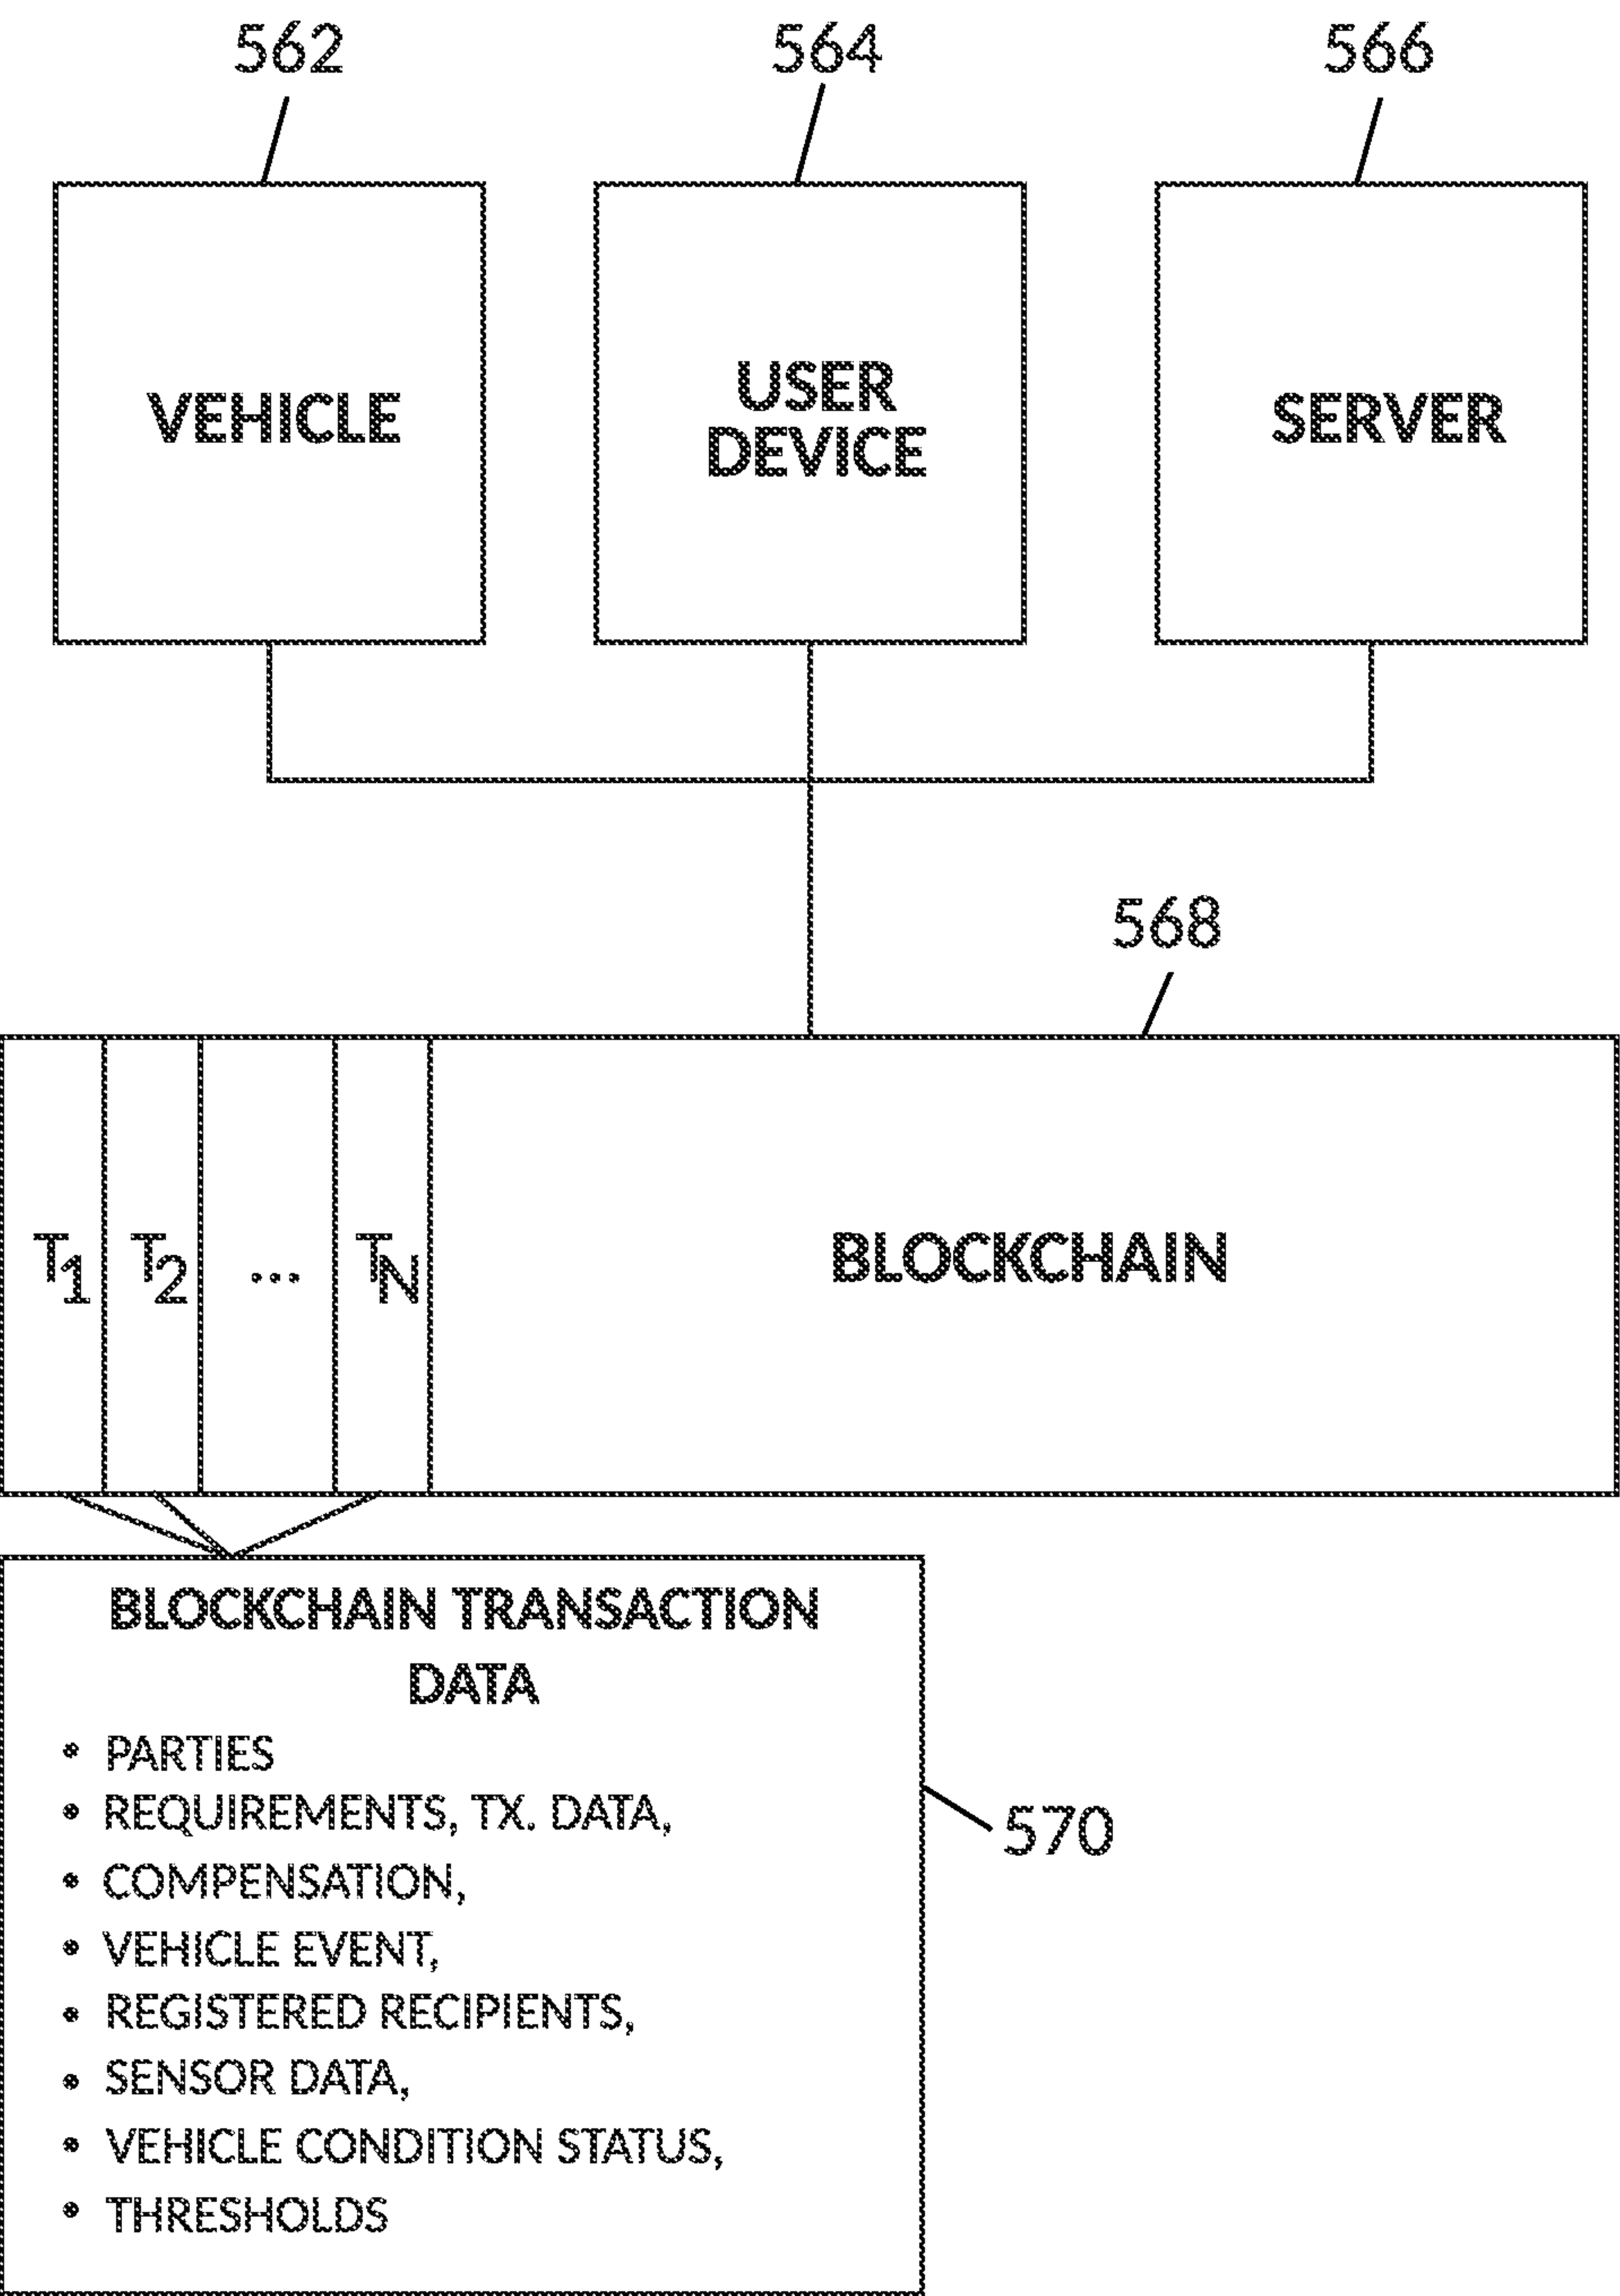 562
564
566
VEHICLE
USER
DEVICE
SERVER
568
T1
T2
...
TN
BLOCKCHAIN
BLOCKCHAIN TRANSACTION
DATA
• PARTIES
• REQUIREMENTS, TX. DATA,
• COMPENSATION,
• VEHICLE EVENT,
• REGISTERED RECIPIENTS,
• SENSOR DATA,
• VEHICLE CONDITION STATUS,
• THRESHOLDS
570